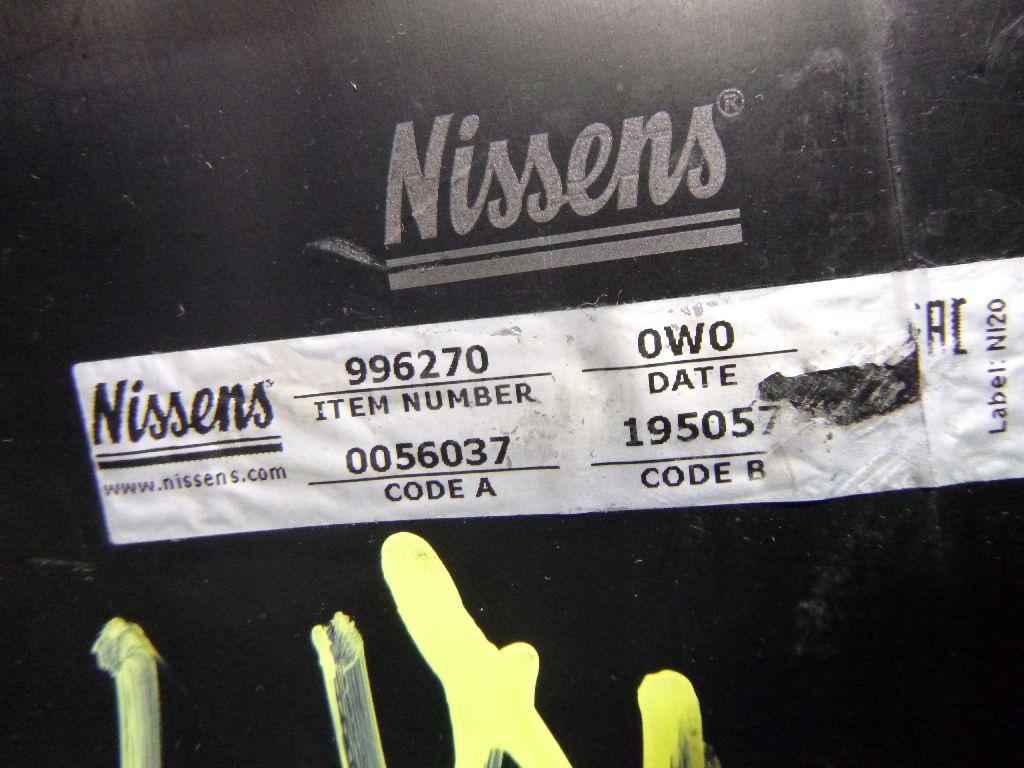 Nissens®
Nissens
www.nissens.com
996270
ITEM NUMBER
0056037
CODE A
0W0
DATE
195057
CODE B
Label: NI20